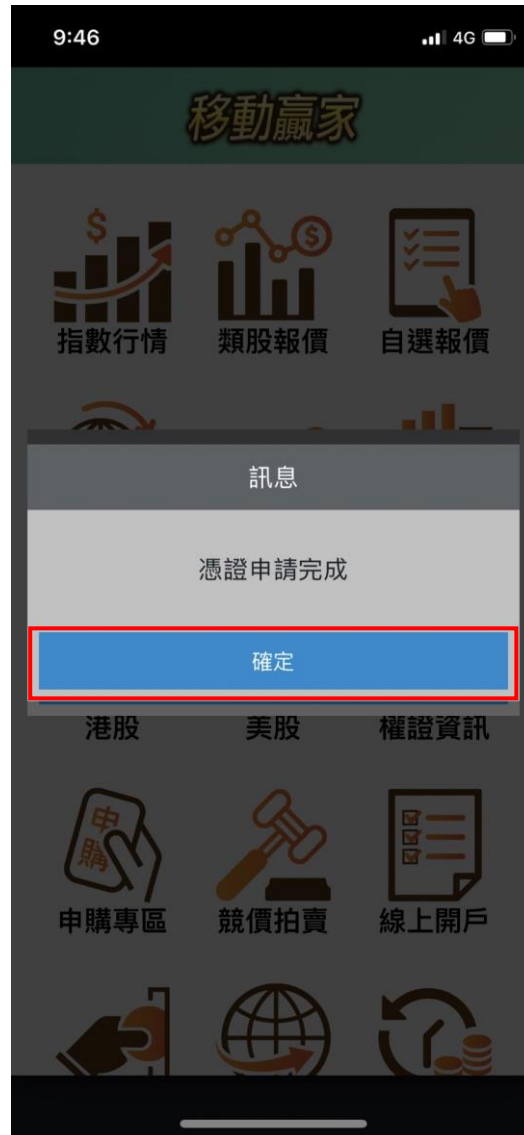 9:46
4G
移動贏家
指數行情
類股報價
自選報價
訊息
憑證申請完成
確定
港股
美股
權證資訊
申購
申購專區
競價拍賣
線上開戶